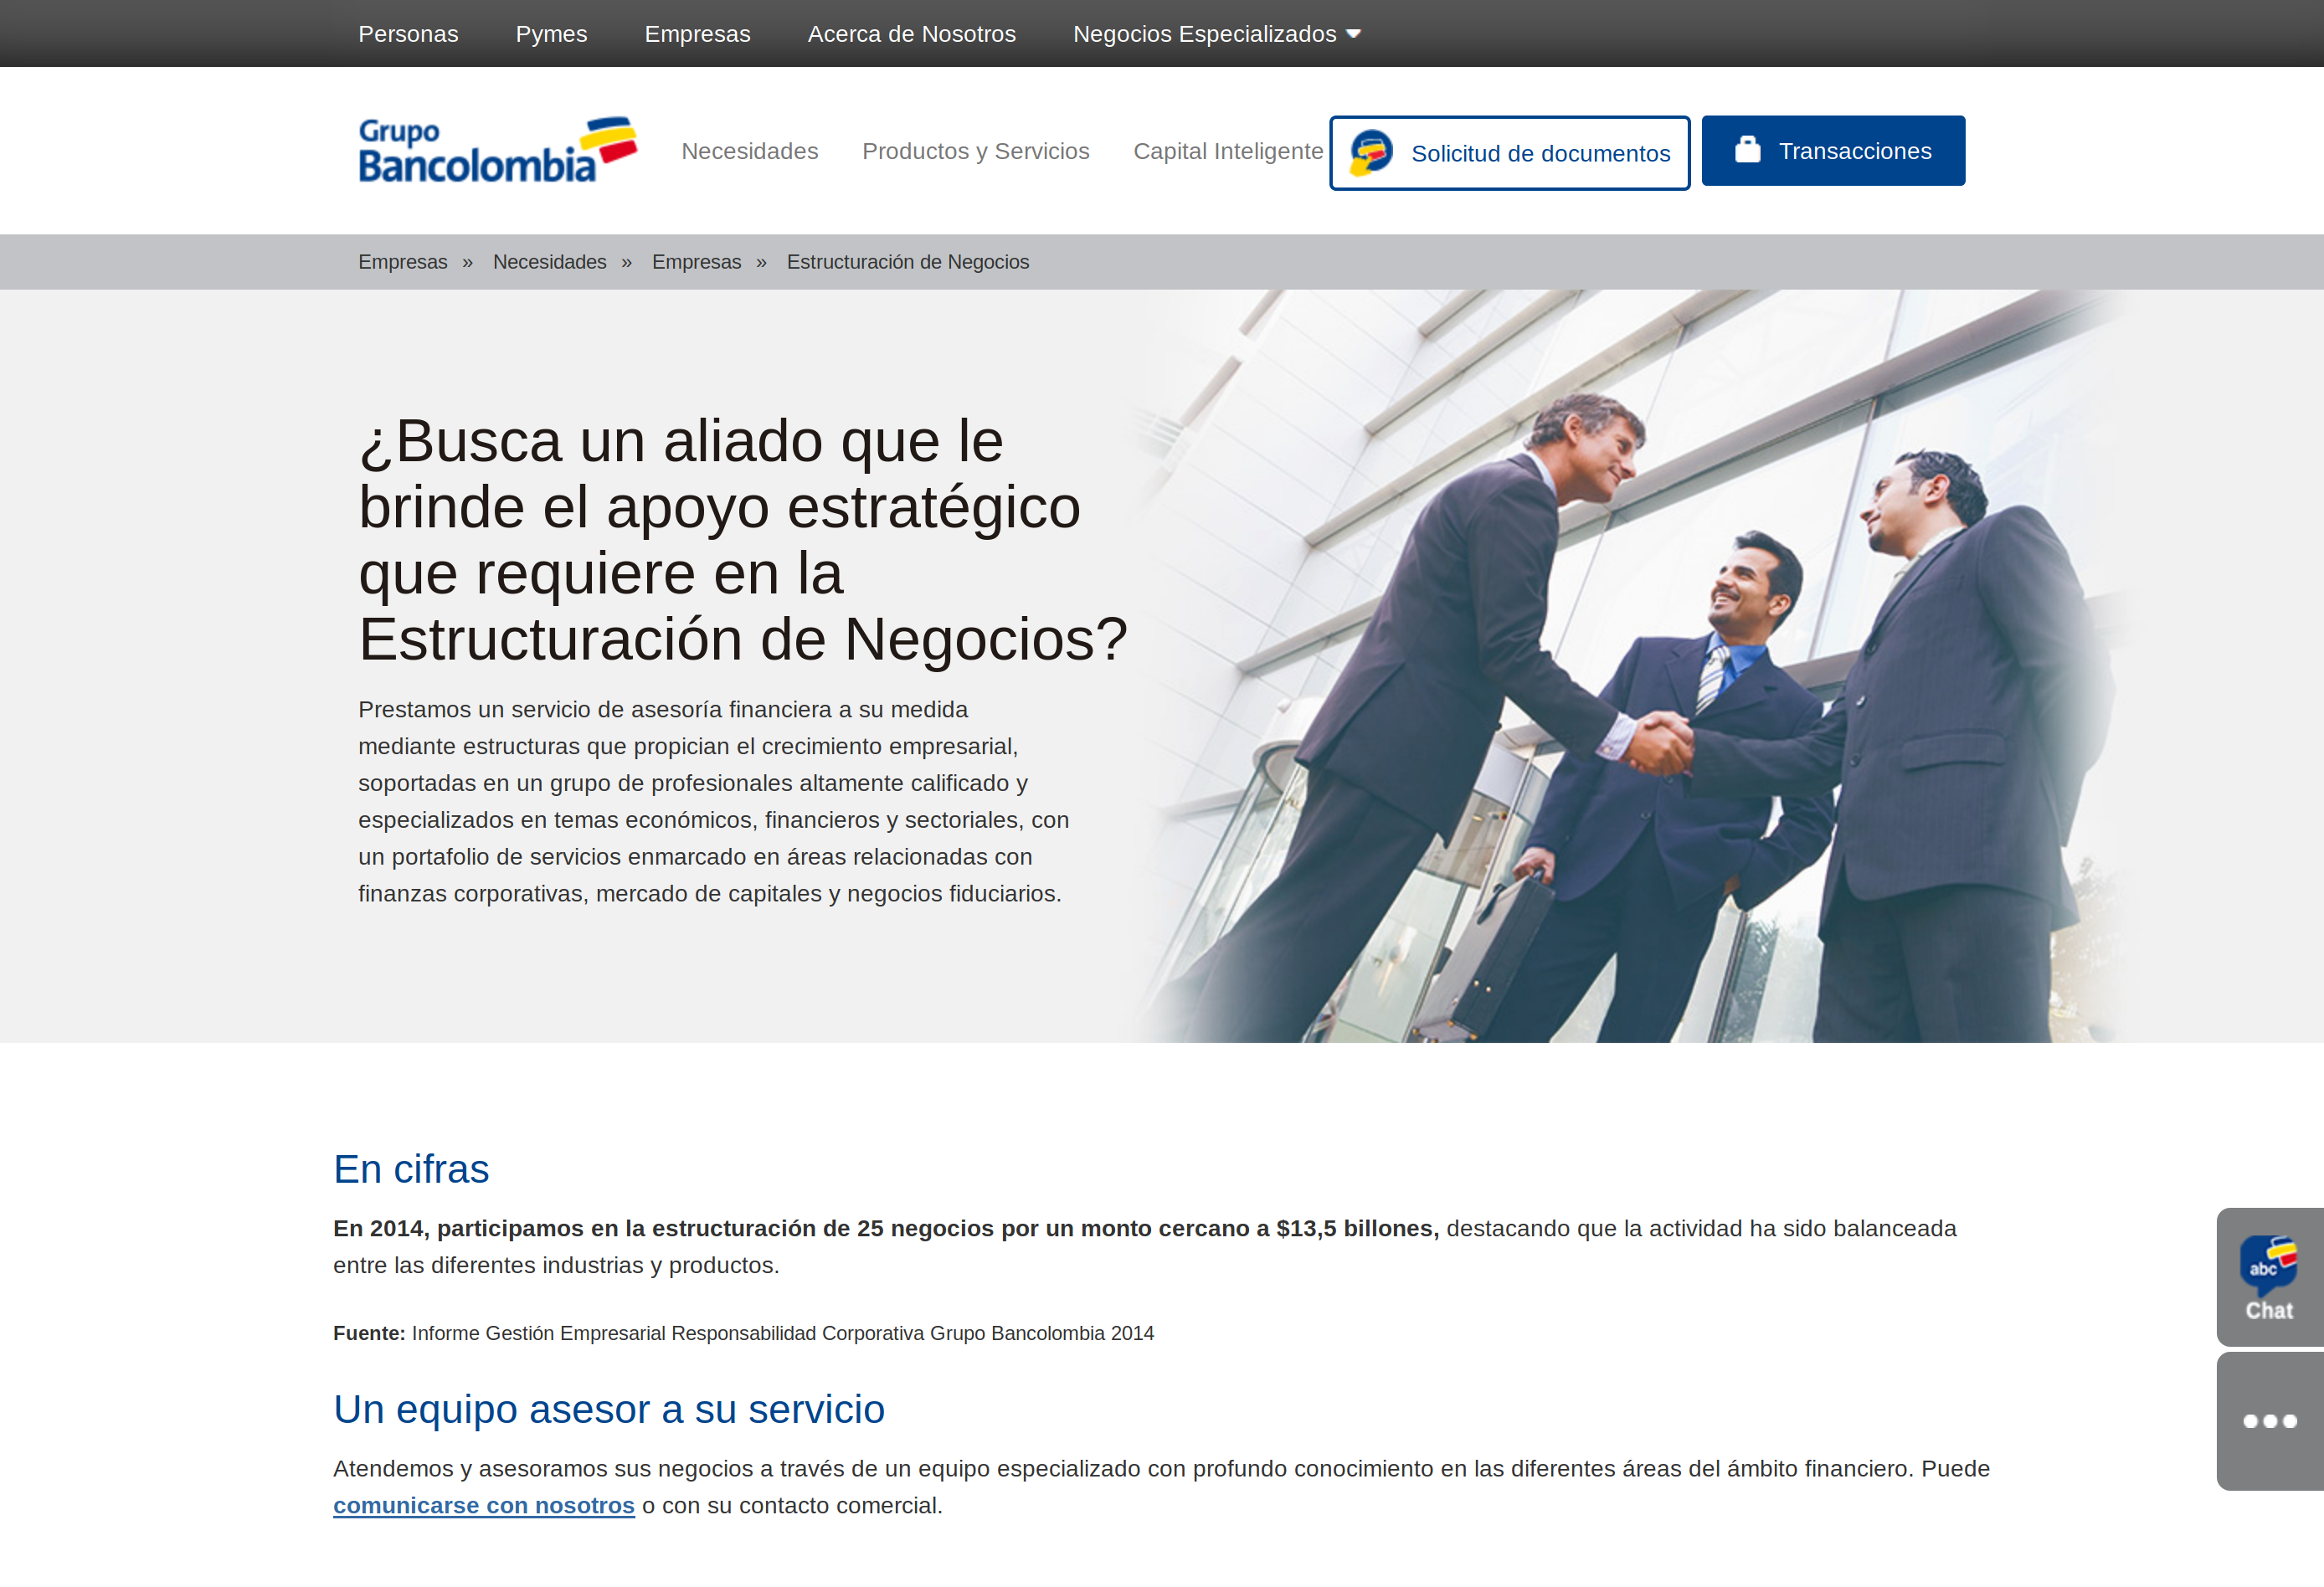 Personas Pymes Empresas Acerca de Nosotros Negocios Especializados
Grupo
Bancolombia
Necesidades Productos y Servicios Capital Inteligente Solicitud de documentos Transacciones
Empresas » Necesidades » Empresas » Estructuración de Negocios
¿Busca un aliado que le
brinde el apoyo estratégico
que requiere en la
Estructuración de Negocios?
Prestamos un servicio de asesoría financiera a su medida
mediante estructuras que propician el crecimiento empresarial,
soportadas en un grupo de profesionales altamente calificado y
especializados en temas económicos, financieros y sectoriales, con
un portafolio de servicios enmarcado en áreas relacionadas con
finanzas corporativas, mercado de capitales y negocios fiduciarios.
En cifras
En 2014, participamos en la estructuración de 25 negocios por un monto cercano a $13,5 billones, destacando que la actividad ha sido balanceada
entre las diferentes industrias y productos.
Fuente: Informe Gestión Empresarial Responsabilidad Corporativa Grupo Bancolombia 2014
Un equipo asesor a su servicio
Atendemos y asesoramos sus negocios a través de un equipo especializado con profundo conocimiento en las diferentes áreas del ámbito financiero. Puede
comunicarse con nosotros o con su contacto comercial.
abc
Chat